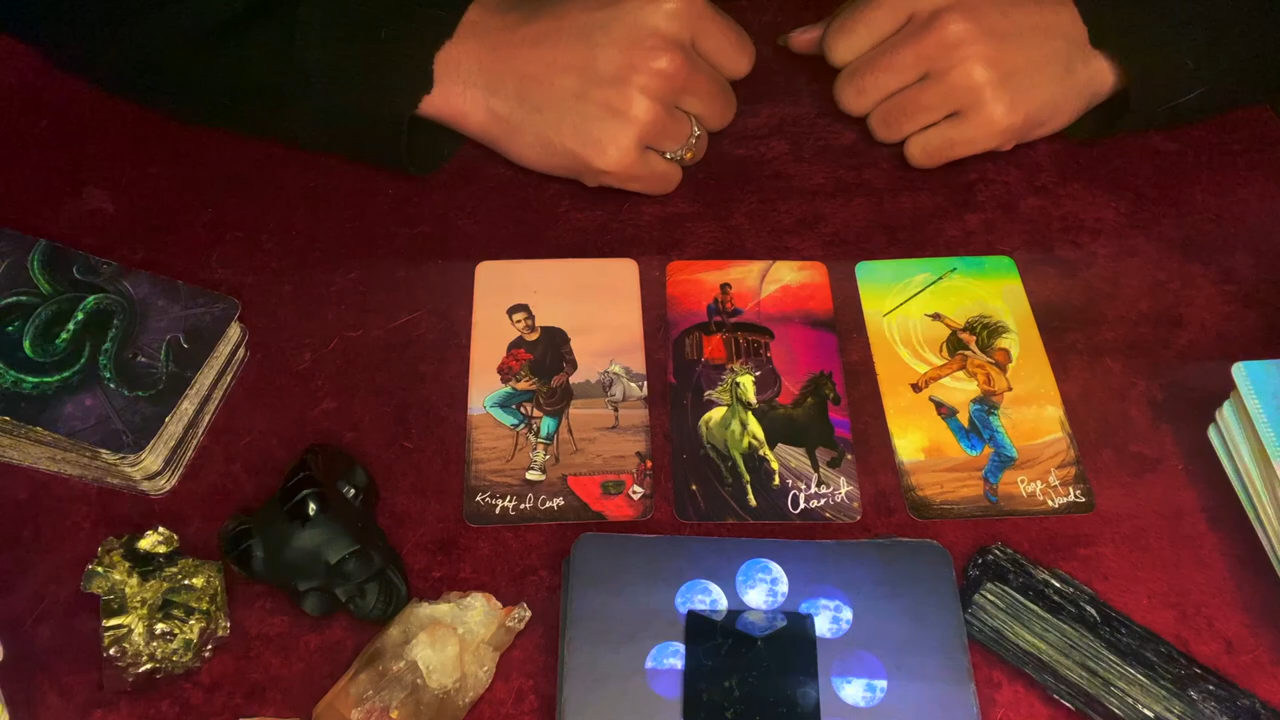 Knight of Cups
7. the
Chariot
Page of
Wands